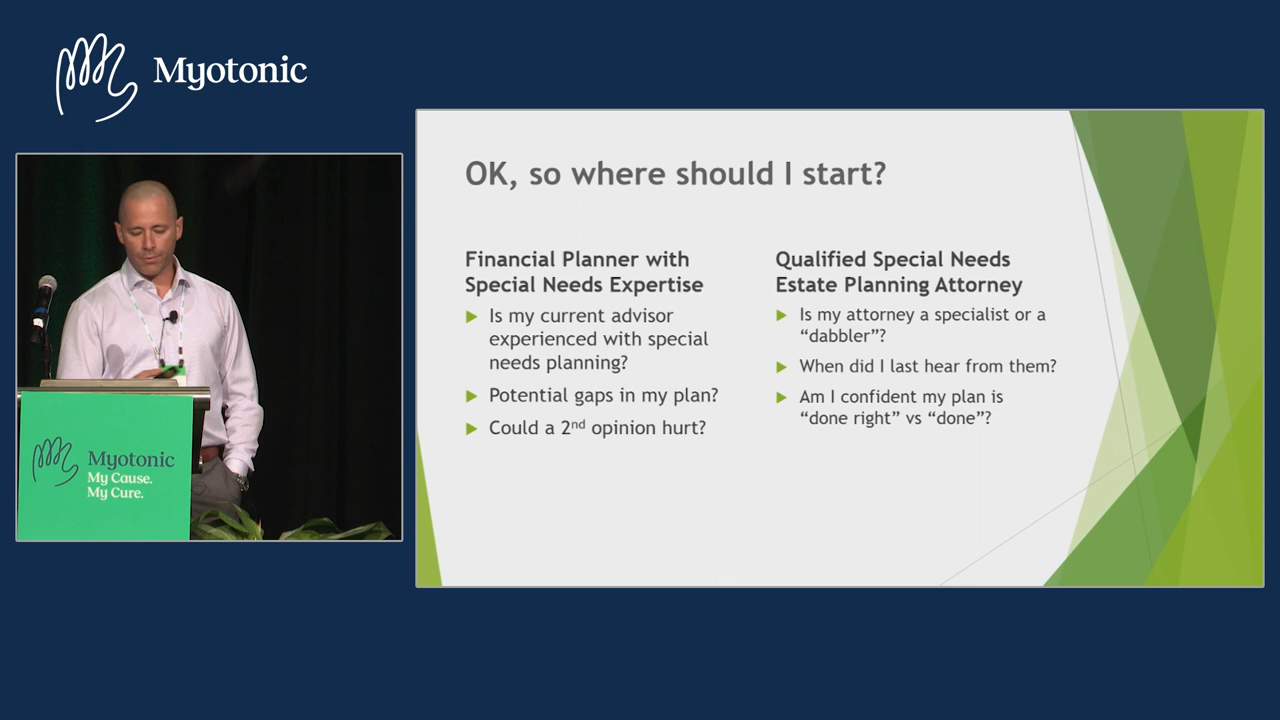 Myotonic
OK, so where should I start?
Financial Planner with
Special Needs Expertise
Is my current advisor
experienced with special
needs planning?
Potential gaps in my plan?
Could a 2nd opinion hurt?
Qualified Special Needs
Estate Planning Attorney
Is my attorney a specialist or a
“dabbler”?
When did I last hear from them?
Am I confident my plan is
“done right” vs “done”?
Myotonic
My Cause.
My Cure.